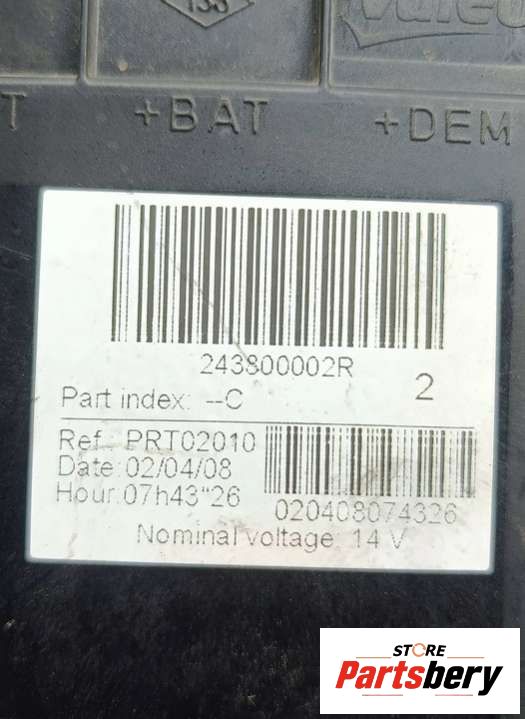 Valeo
T
+BAT
+DEM
243800002R
Part index: --C
2
Ref.: PRT02010
Date:02/04/08
Hour:07h43"26
020408074326
Nominal voltage: 14 V
STORE
Partsbery